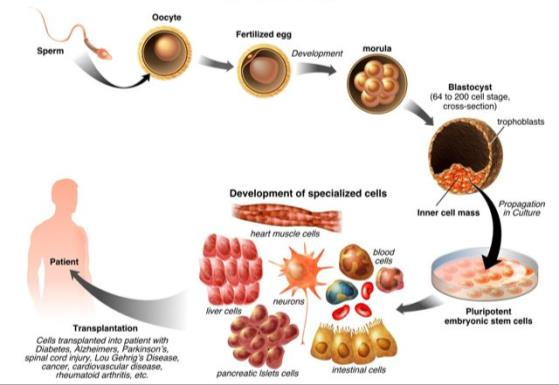 Oocyte
Sperm
Fertilized egg
Development
morula
Blastocyst
(64 to 200 cell stage,
cross-section)
trophoblasts
Inner cell mass
Propagation
in Culture
Pluripotent
embryonic stem cells
Development of specialized cells
heart muscle cells
blood
cells
neurons
liver cells
pancreatic Islets cells
intestinal cells
Patient
Transplantation
Cells transplanted into patient with
Diabetes, Alzheimers, Parkinson's,
spinal cord injury, Lou Gehrig's Disease,
cancer, cardiovascular disease,
rheumatoid arthritis, etc.